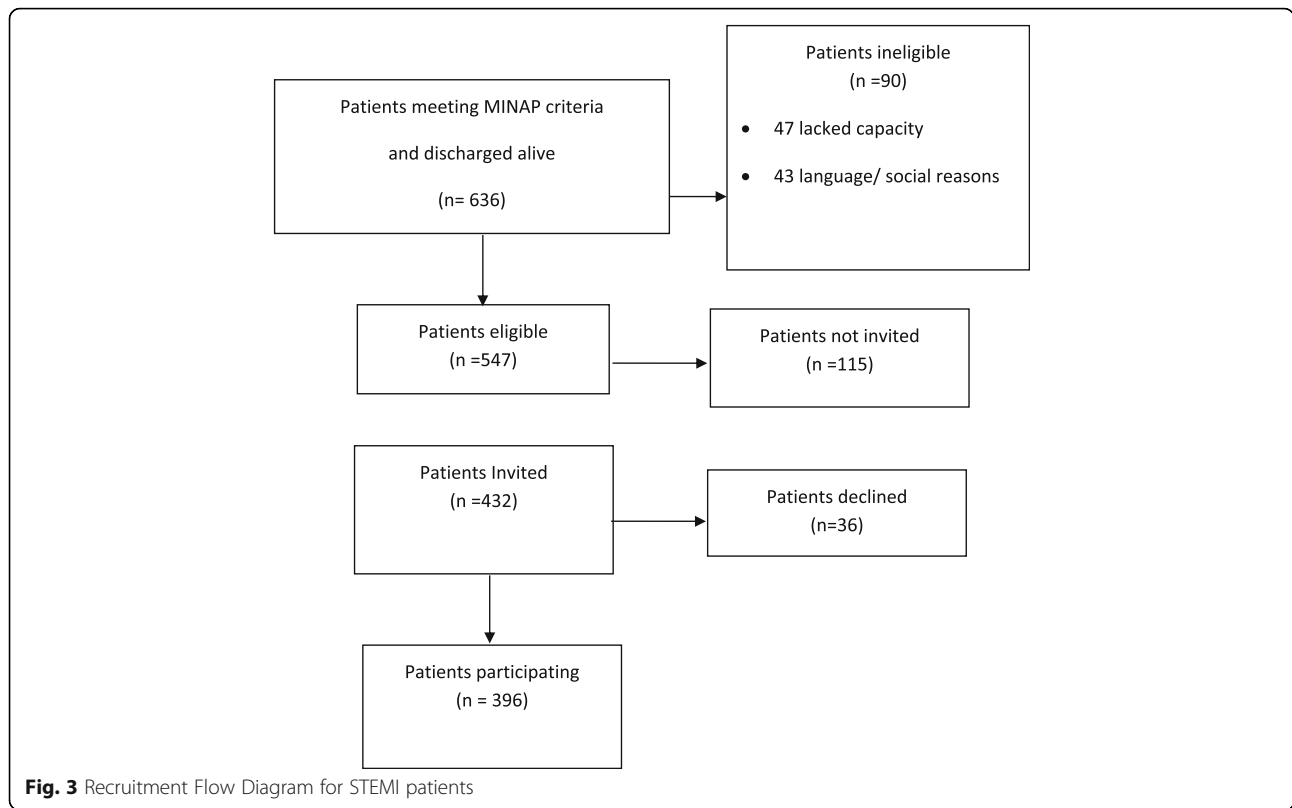 Patients meeting MINAP criteria
and discharged alive
(n= 636)
Patients ineligible
(n =90)
• 47 lacked capacity
• 43 language/ social reasons
Patients eligible
(n =547)
Patients not invited
(n =115)
Patients Invited
(n =432)
Patients declined
(n=36)
Patients participating
(n = 396)
Fig. 3 Recruitment Flow Diagram for STEMI patients